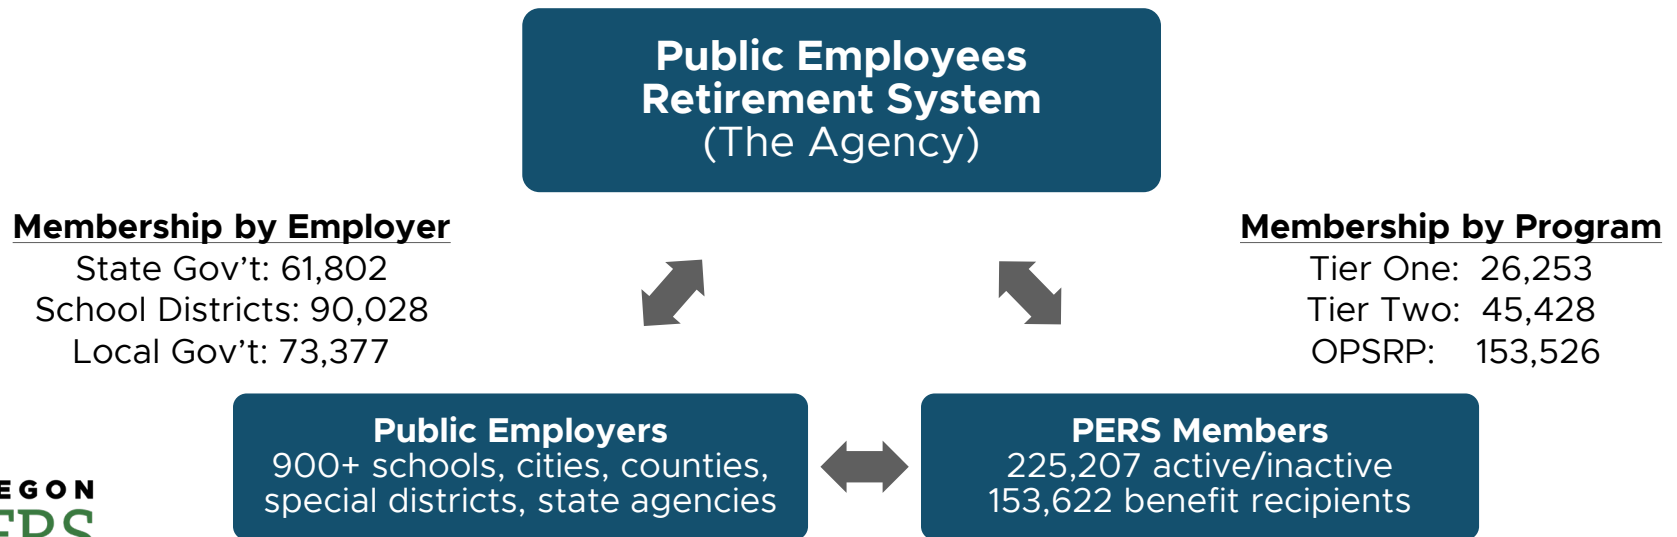 Public Employees
Retirement System
(The Agency)
Membership by Employer
State Gov’t: 61,802
School Districts: 90,028
Local Gov’t: 73,377
Membership by Program
Tier One: 26,253
Tier Two: 45,428
OPSRP: 153,526
Public Employers
900+ schools, cities, counties,
special districts, state agencies
PERS Members
225,207 active/inactive
153,622 benefit recipients